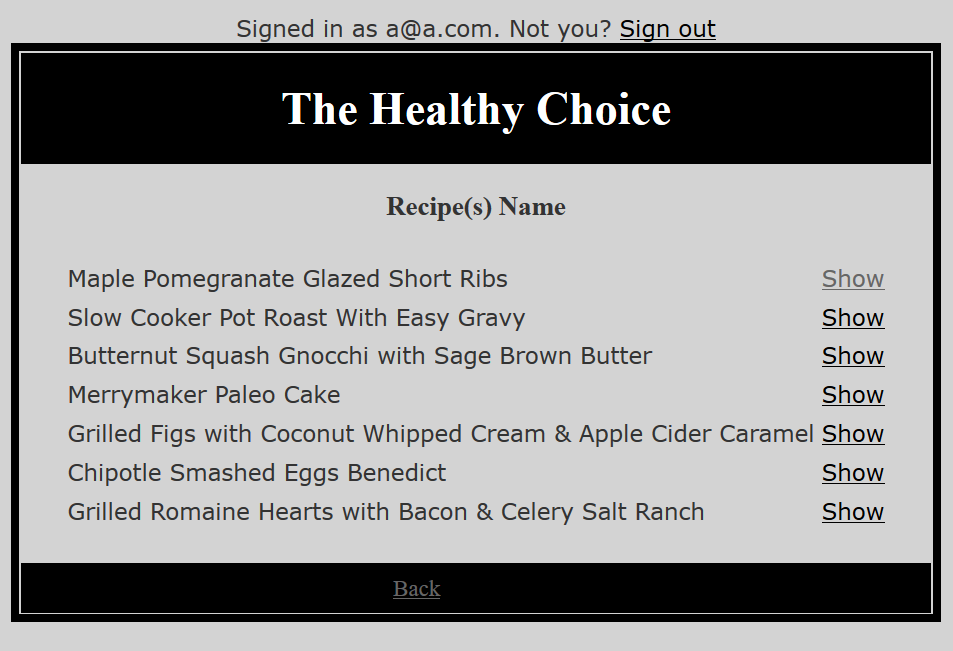 Signed in as a@a.com. Not you? Sign out
The Healthy Choice
Recipe(s) Name
Maple Pomegranate Glazed Short Ribs Show
Slow Cooker Pot Roast With Easy Gravy Show
Butternut Squash Gnocchi with Sage Brown Butter Show
Merrymaker Paleo Cake Show
Grilled Figs with Coconut Whipped Cream & Apple Cider Caramel Show
Chipotle Smashed Eggs Benedict Show
Grilled Romaine Hearts with Bacon & Celery Salt Ranch Show
Back